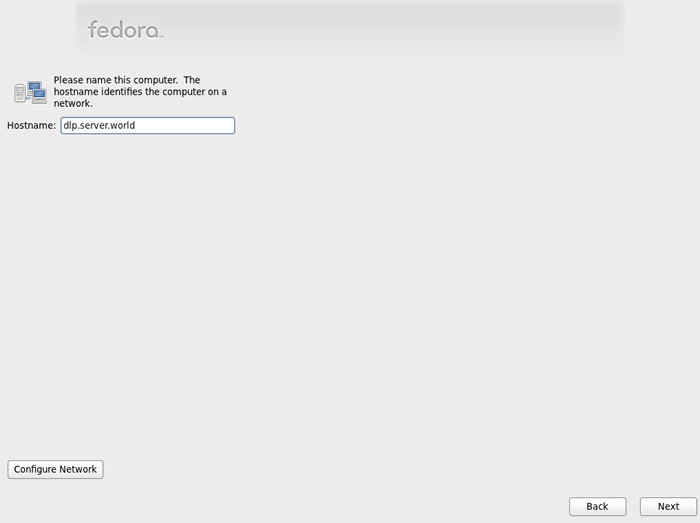 fedora.
Please name this computer.  The
hostname identifies the computer on a
network.
Hostname: dlp.server.world
Configure Network
Back Next